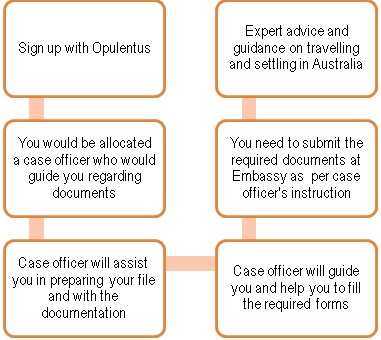 Sign up with Opulentus
You would be allocated
a case officer who would
guide you regarding
documents
Case officer will assist
you in preparing your file
and with the
documentation
Case officer will guide
you and help you to fill
the required forms
You need to submit the
required documents at
Embassy as per case
officer's instruction
Expert advice and
guidance on travelling
and settling in Australia